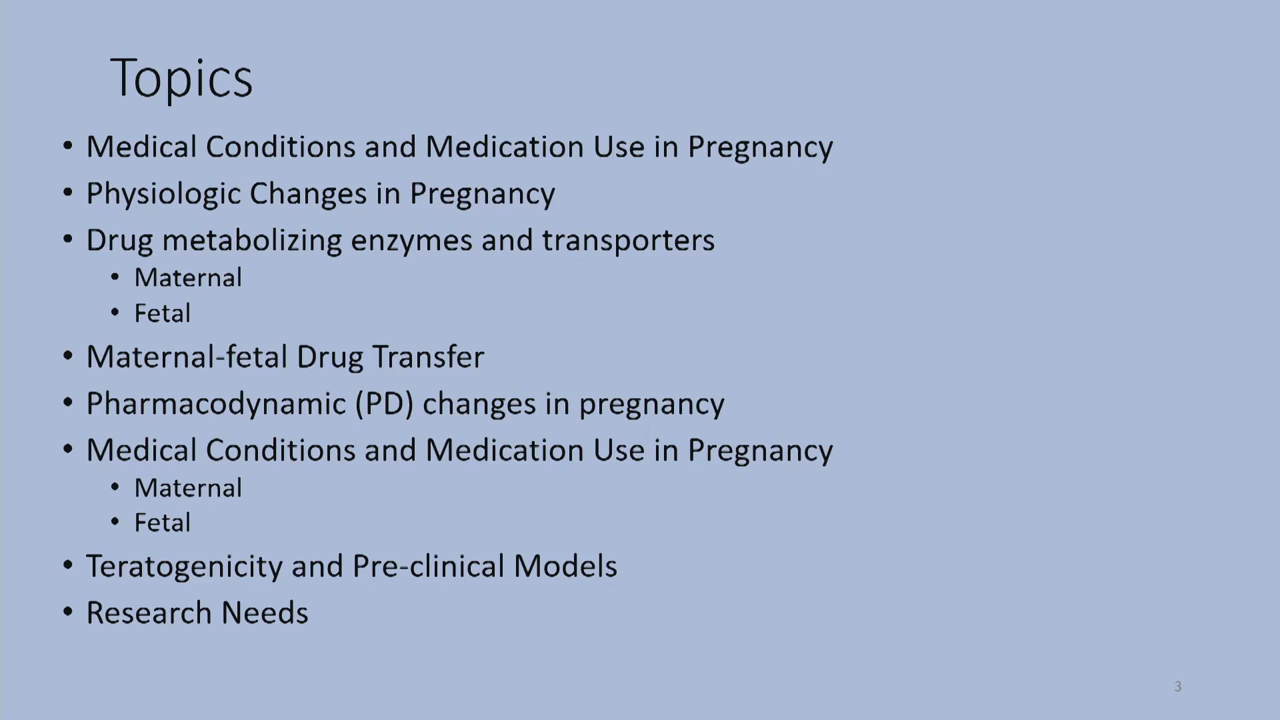 Topics
• Medical Conditions and Medication Use in Pregnancy
• Physiologic Changes in Pregnancy
• Drug metabolizing enzymes and transporters
• Maternal
• Fetal
• Maternal-fetal Drug Transfer
• Pharmacodynamic (PD) changes in pregnancy
• Medical Conditions and Medication Use in Pregnancy
• Maternal
• Fetal
• Teratogenicity and Pre-clinical Models
• Research Needs
3